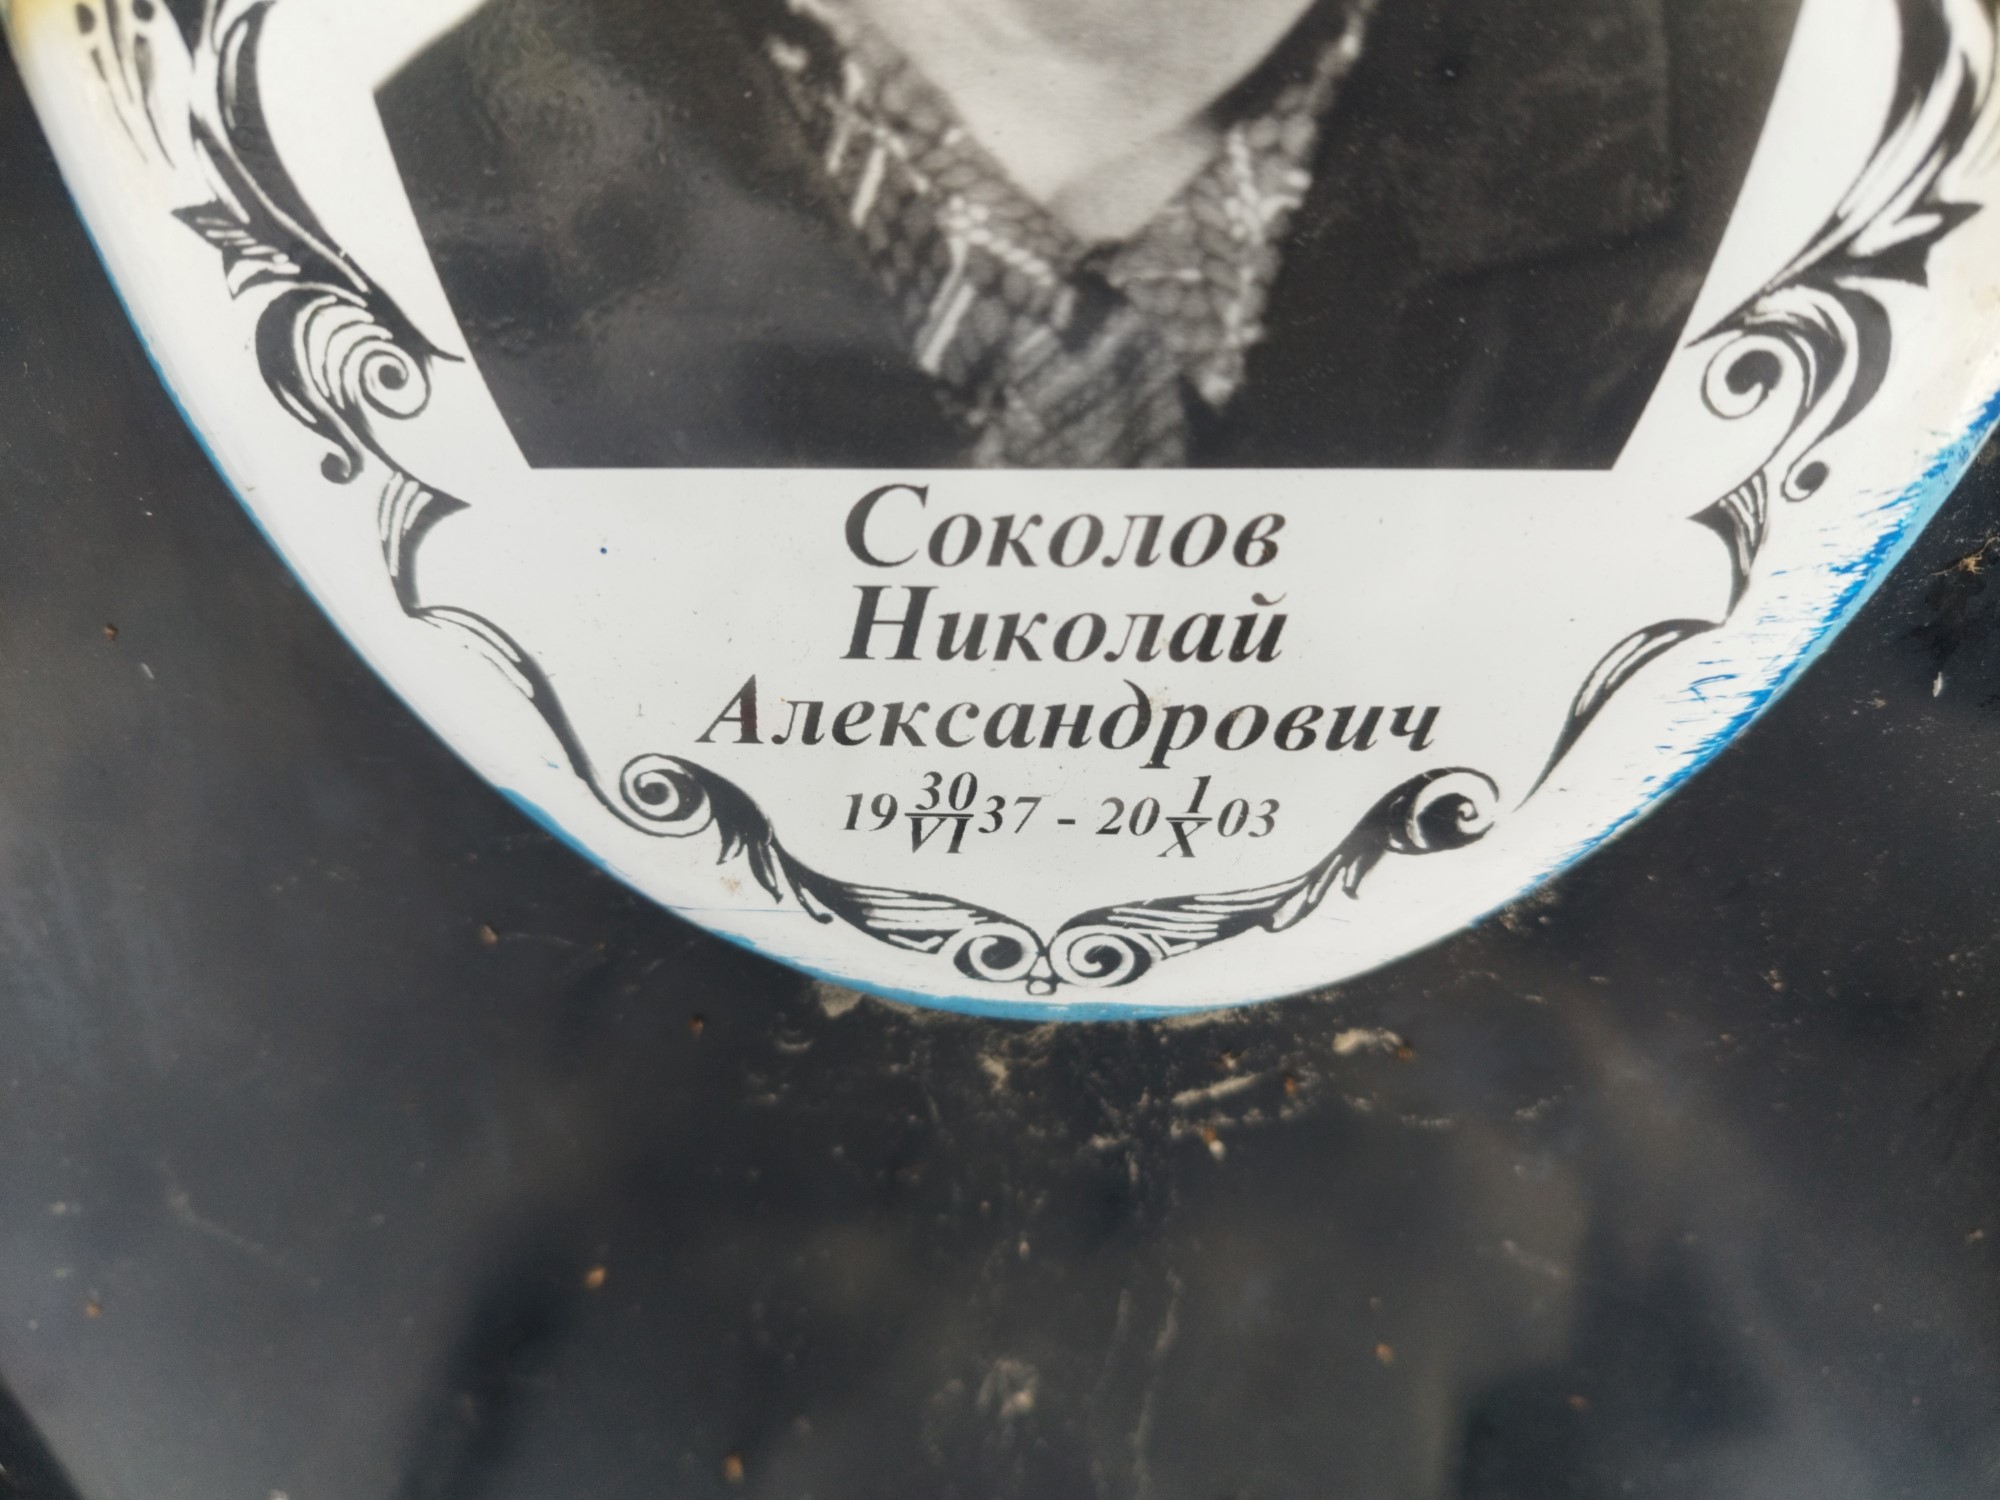 Соколов
Николай
Александрович
19 30/VI 37 - 20 1/X 03